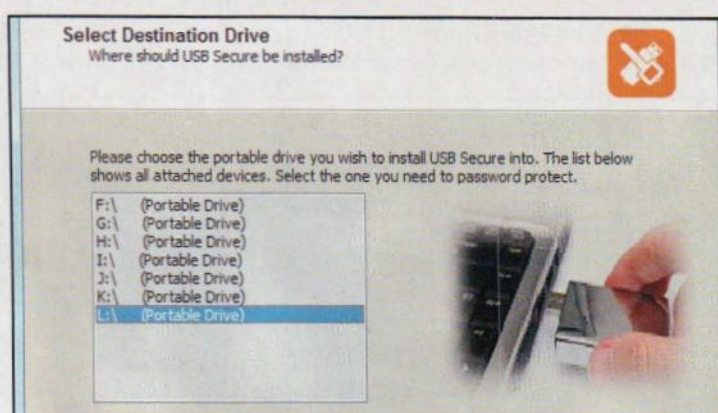 Select Destination Drive
Where should USB Secure be installed?
Please choose the portable drive you wish to install USB Secure into. The list below
shows all attached devices. Select the one you need to password protect.
F:\ (Portable Drive)
G:\ (Portable Drive)
H:\ (Portable Drive)
I:\ (Portable Drive)
J:\ (Portable Drive)
K:\ (Portable Drive)
L:\ (Portable Drive)